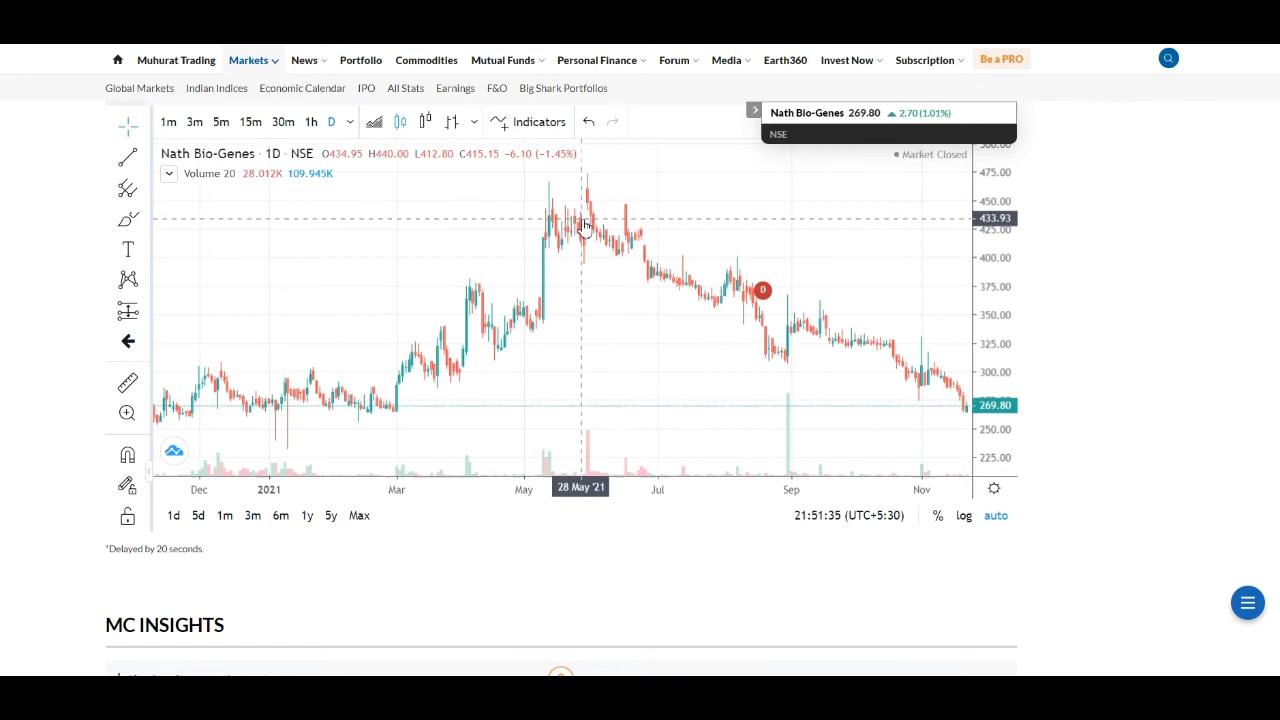 Muhurat Trading Markets News Portfolio Commodities Mutual Funds Personal Finance Forum Media Earth360 Invest Now Subscription Be a PRO
Global Markets Indian Indices Economic Calendar IPO All Stats Earnings F&O Big Shark Portfolios
1m 3m 5m 15m 30m 1h D Indicators
Nath Bio-Genes 269.80 2.70 (1.01%)
NSE
Nath Bio-Genes · 1D · NSE O434.95 H440.00 L412.80 C415.15 −6.10 (−1.45%)
Market Closed
Volume 20 28.012K 109.945K
475.00
450.00
433.93
425.00
400.00
375.00
D
350.00
325.00
300.00
269.80
250.00
225.00
Dec 2021 Mar May 28 May '21 Jul Sep Nov
1d 5d 1m 3m 6m 1y 5y Max 21:51:35 (UTC+5:30) % log auto
*Delayed by 20 seconds.
MC INSIGHTS